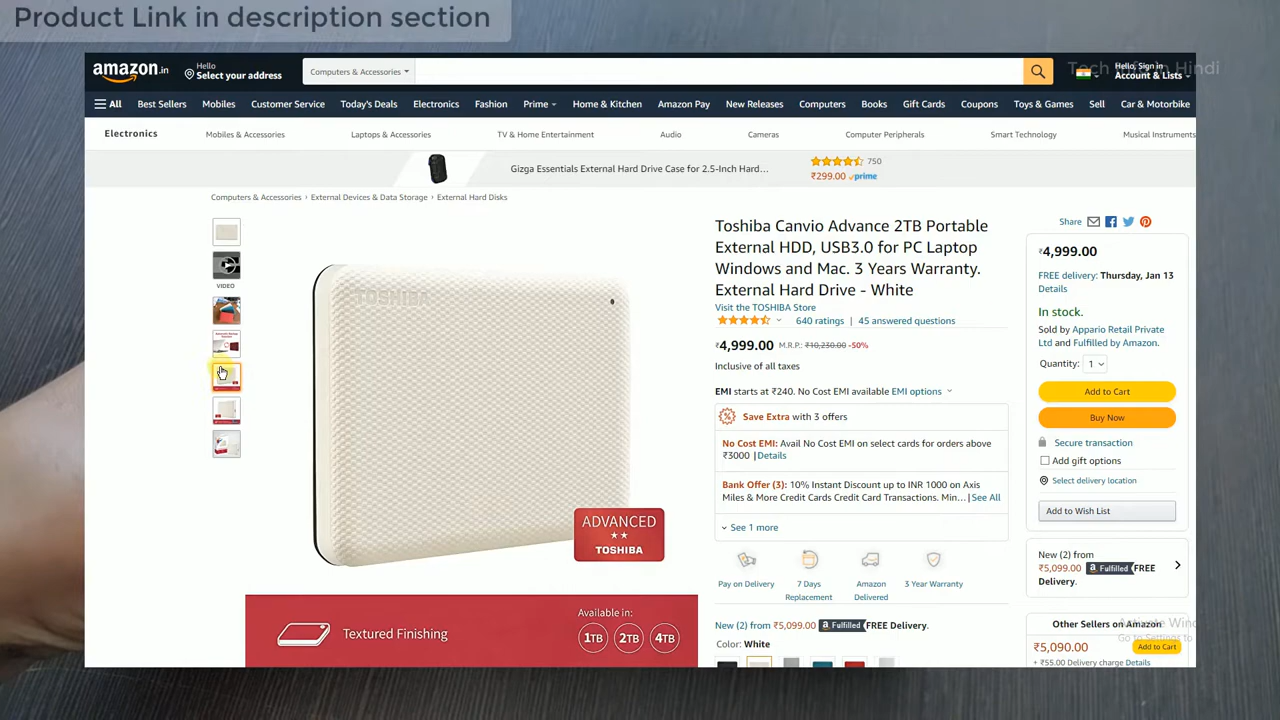 Product Link in description section
amazon.in
Hello
Select your address
Computers & Accessories
Hello, Sign in
Account & Lists
All Best Sellers Mobiles Customer Service Today's Deals Electronics Fashion Prime Home & Kitchen Amazon Pay New Releases Computers Books Gift Cards Coupons Toys & Games Sell Car & Motorbike
Electronics Mobiles & Accessories Laptops & Accessories TV & Home Entertainment Audio Cameras Computer Peripherals Smart Technology Musical Instruments
Gizga Essentials External Hard Drive Case for 2.5-Inch Hard…
750
₹299.00 prime
Computers & Accessories › External Devices & Data Storage › External Hard Disks
VIDEO
TOSHIBA
ADVANCED
TOSHIBA
Textured Finishing
Available in:
1TB 2TB 4TB
Toshiba Canvio Advance 2TB Portable
External HDD, USB3.0 for PC Laptop
Windows and Mac. 3 Years Warranty.
External Hard Drive - White
Visit the TOSHIBA Store
640 ratings | 45 answered questions
₹4,999.00 M.R.P.: ₹10,230.00 -50%
Inclusive of all taxes
EMI starts at ₹240. No Cost EMI available EMI options
Save Extra with 3 offers
No Cost EMI: Avail No Cost EMI on select cards for orders above
₹3000 | Details
Bank Offer (3): 10% Instant Discount up to INR 1000 on Axis
Miles & More Credit Cards Credit Card Transactions. Min… | See All
See 1 more
Pay on Delivery
7 Days
Replacement
Amazon
Delivered
3 Year Warranty
New (2) from ₹5,099.00 Fulfilled FREE Delivery.
Color: White
Share
₹4,999.00
FREE delivery: Thursday, Jan 13
Details
In stock.
Sold by Appario Retail Private
Ltd and Fulfilled by Amazon.
Quantity: 1
Add to Cart
Buy Now
Secure transaction
Add gift options
Select delivery location
Add to Wish List
New (2) from
₹5,099.00 Fulfilled FREE
Delivery.
Other Sellers on Amazon
₹5,090.00 Add to Cart
+ ₹55.00 Delivery charge Details